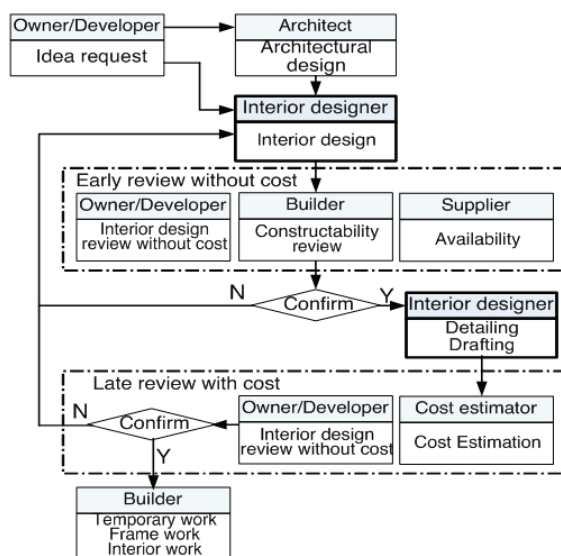 Owner/Developer
Idea request
Architect
Architectural
design
Interior designer
Interior design
Early review without cost
Owner/Developer
Interior design
review without cost
Builder
Constructability
review
Supplier
Availability
N
Confirm
Y
Interior designer
Detailing
Drafting
Late review with cost
N
Confirm
Y
Owner/Developer
Interior design
review without cost
Cost estimator
Cost Estimation
Builder
Temporary work
Frame work
Interior work